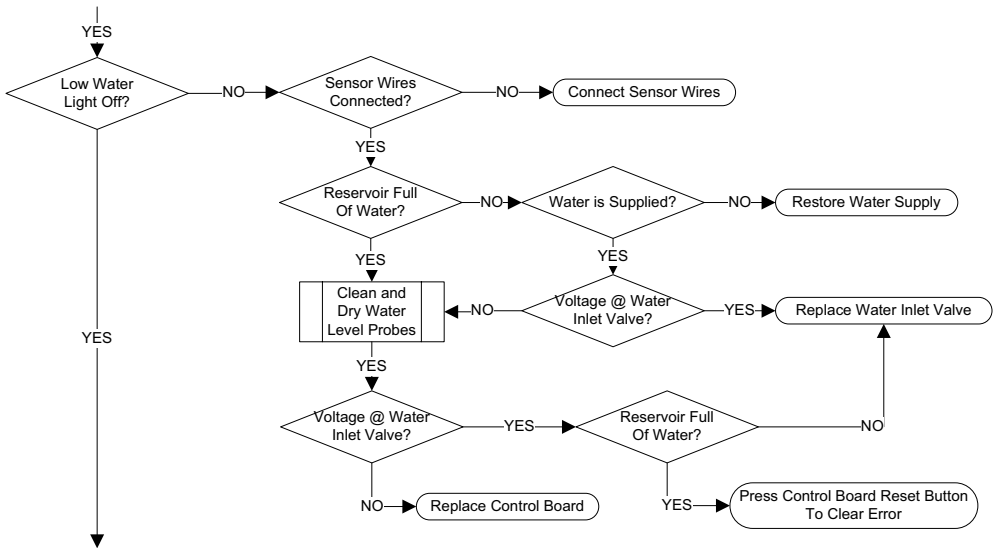 YES
Low Water
Light Off?
NO
Sensor Wires
Connected?
NO
Connect Sensor Wires
YES
Reservoir Full
Of Water?
NO
Water is Supplied?
NO
Restore Water Supply
YES
YES
Clean and
Dry Water
Level Probes
NO
Voltage @ Water
Inlet Valve?
YES
Replace Water Inlet Valve
YES
YES
Voltage @ Water
Inlet Valve?
YES
Reservoir Full
Of Water?
NO
NO
Replace Control Board
YES
Press Control Board Reset Button
To Clear Error